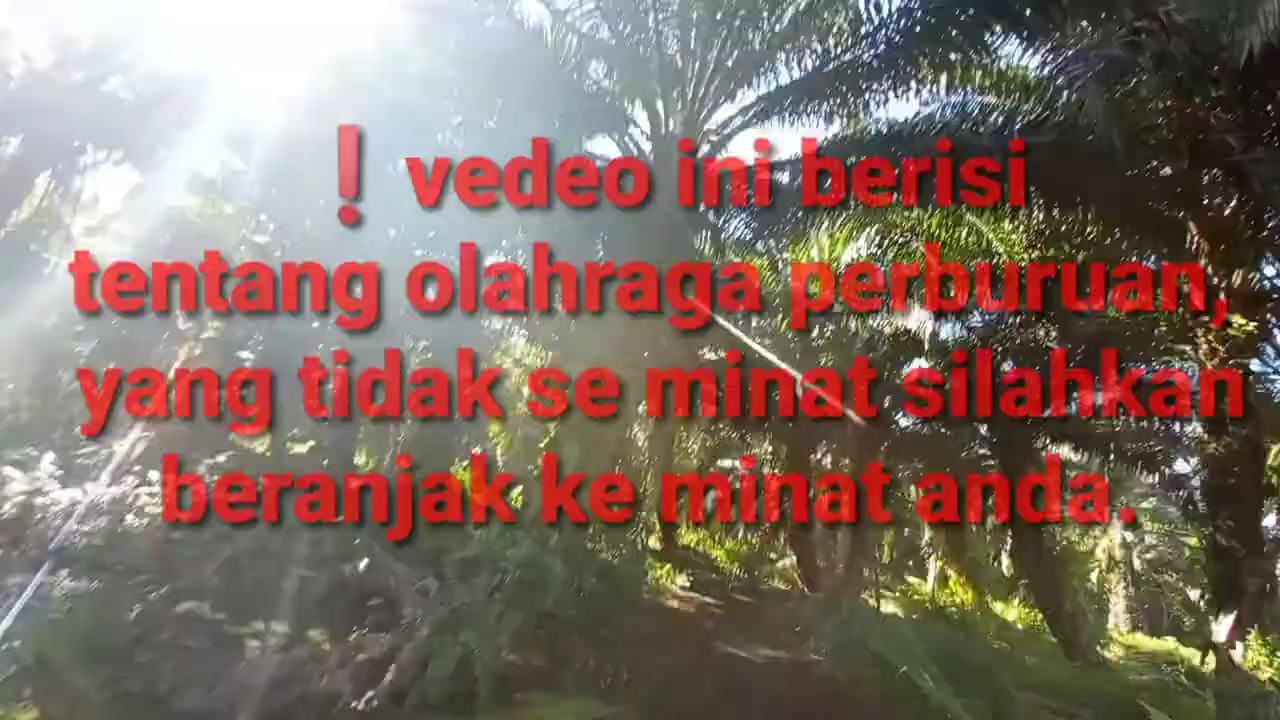 ❗ vedeo ini berisi
tentang olahraga perburuan,
yang tidak se minat silahkan
beranjak ke minat anda.